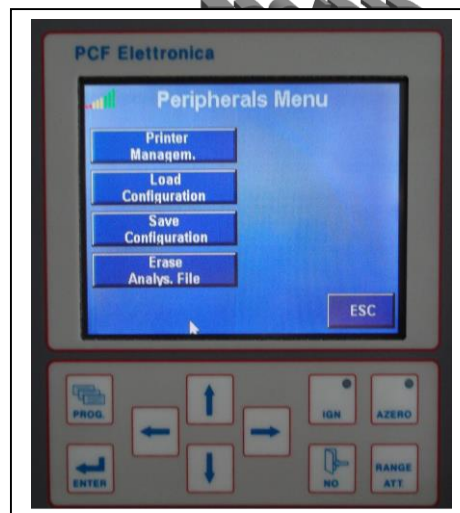 PCF Elettronica
Peripherals Menu
Printer
Managem.
Load
Configuration
Save
Configuration
Erase
Analys. File
ESC
PROG.
IGN
AZERO
ENTER
NO
RANGE
ATT.